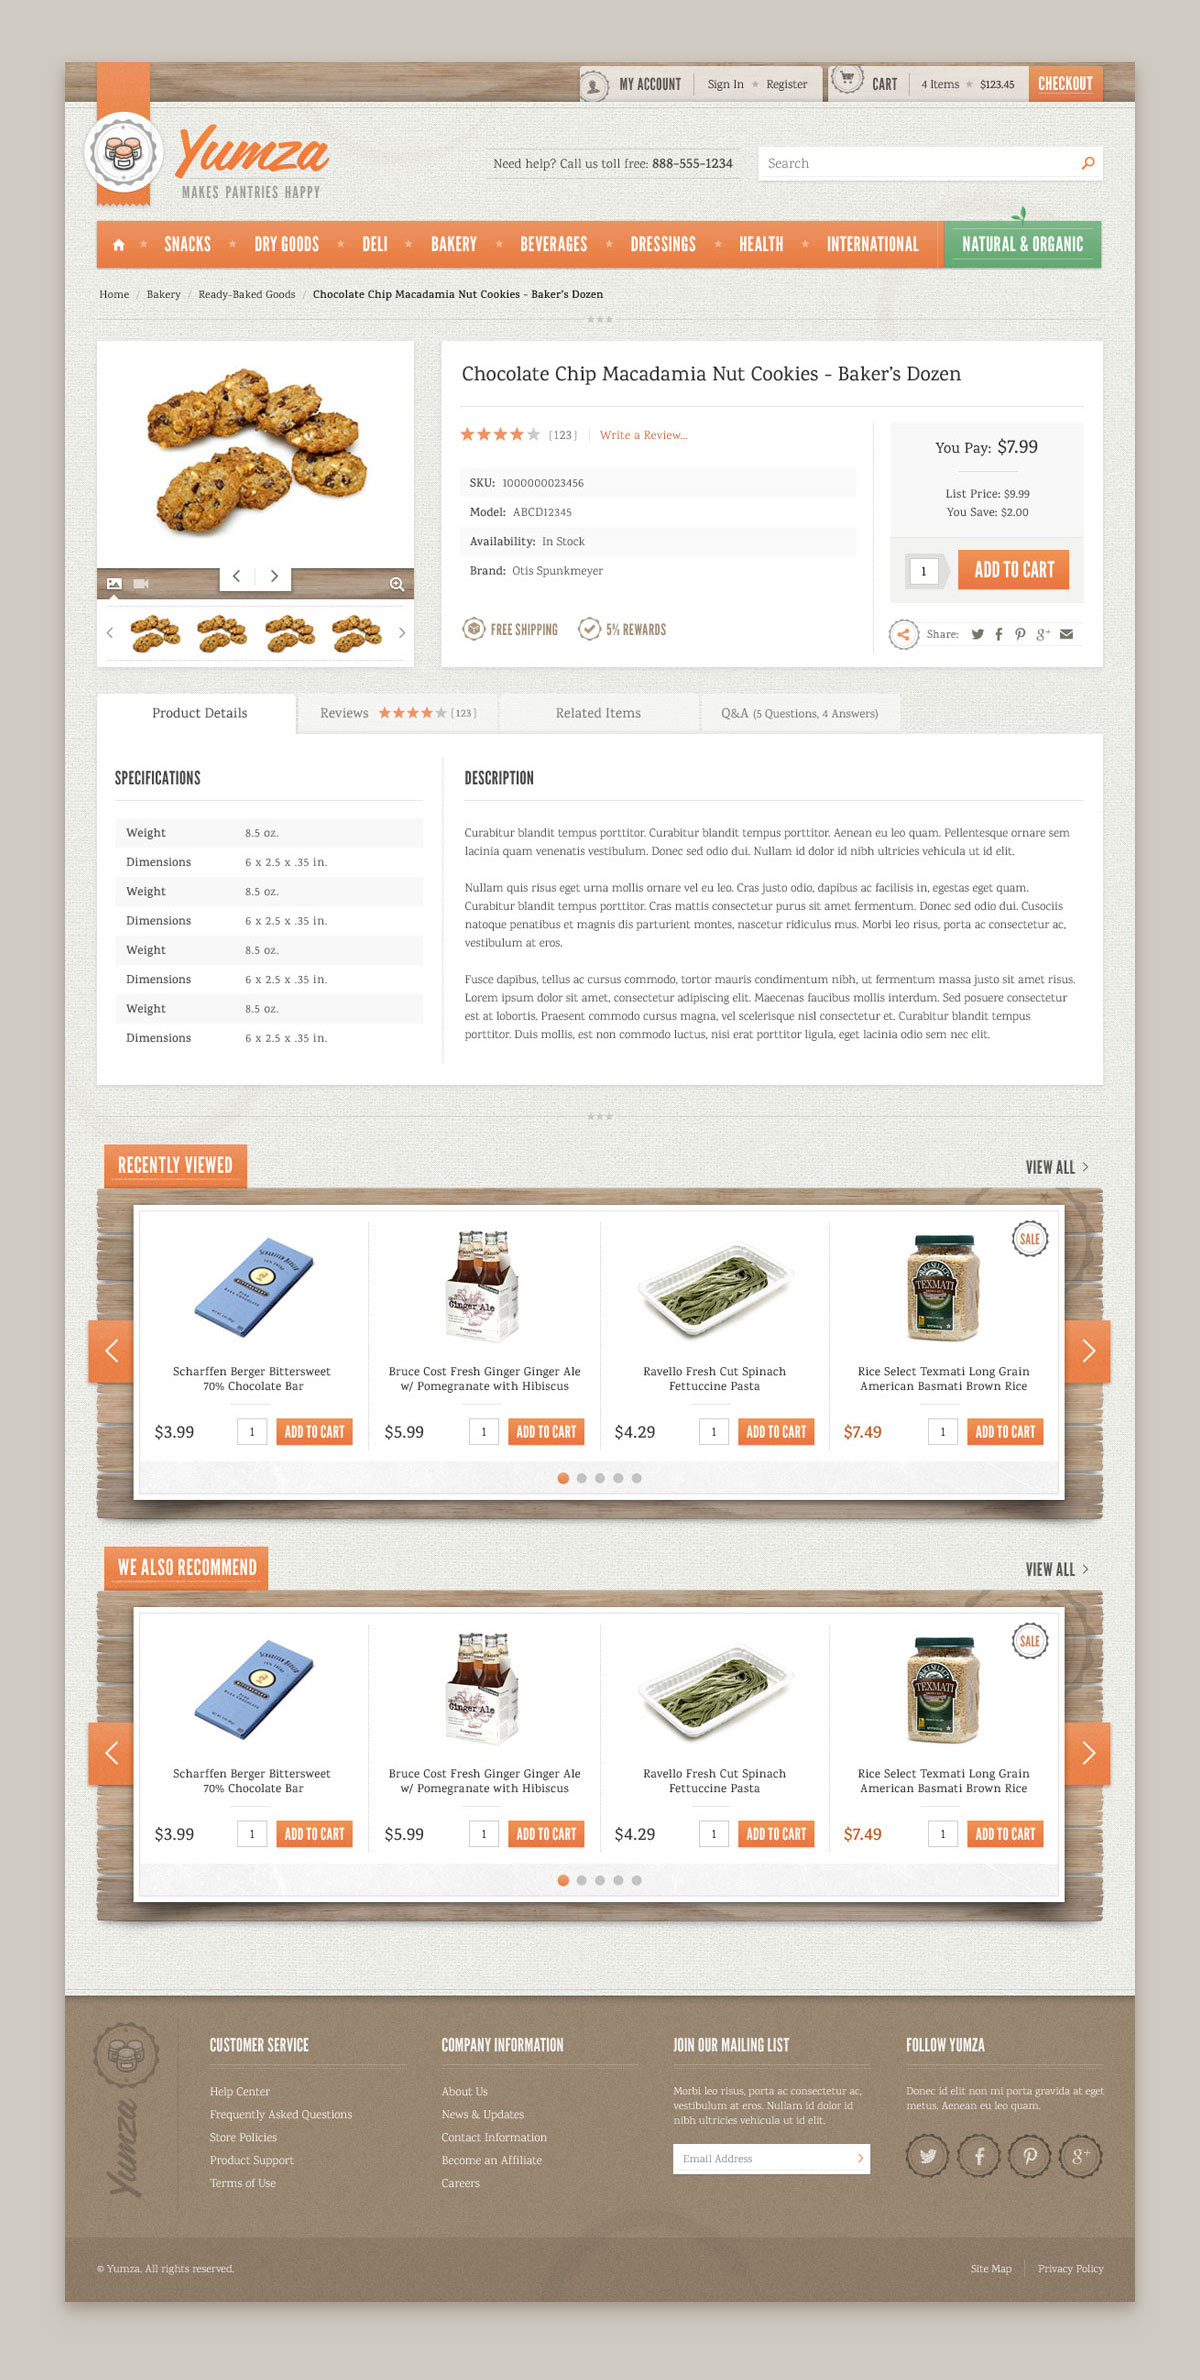 MY ACCOUNT Sign In Register CART 4 Items $123.45 CHECKOUT
Yumza
MAKES PANTRIES HAPPY
Need help? Call us toll free: 888-555-1234
Search
SNACKS DRY GOODS DELI BAKERY BEVERAGES DRESSINGS HEALTH INTERNATIONAL NATURAL & ORGANIC
Home / Bakery / Ready-Baked Goods / Chocolate Chip Macadamia Nut Cookies - Baker's Dozen
Chocolate Chip Macadamia Nut Cookies - Baker's Dozen
(123) Write a Review...
SKU: 1000000023456
Model: ABCD12345
Availability: In Stock
Brand: Otis Spunkmeyer
FREE SHIPPING 5% REWARDS
You Pay: $7.99
List Price: $9.99
You Save: $2.00
1 ADD TO CART
Share:
Product Details Reviews (123) Related Items Q&A (5 Questions, 4 Answers)
SPECIFICATIONS
Weight 8.5 oz.
Dimensions 6 x 2.5 x .35 in.
Weight 8.5 oz.
Dimensions 6 x 2.5 x .35 in.
Weight 8.5 oz.
Dimensions 6 x 2.5 x .35 in.
Weight 8.5 oz.
Dimensions 6 x 2.5 x .35 in.
DESCRIPTION
Curabitur blandit tempus porttitor. Curabitur blandit tempus porttitor. Aenean eu leo quam. Pellentesque ornare sem
lacinia quam venenatis vestibulum. Donec sed odio dui. Nullam id dolor id nibh ultricies vehicula ut id elit.
Nullam quis risus eget urna mollis ornare vel eu leo. Cras justo odio, dapibus ac facilisis in, egestas eget quam.
Curabitur blandit tempus porttitor. Cras mattis consectetur purus sit amet fermentum. Donec sed odio dui. Cusociis
natoque penatibus et magnis dis parturient montes, nascetur ridiculus mus. Morbi leo risus, porta ac consectetur ac,
vestibulum at eros.
Fusce dapibus, tellus ac cursus commodo, tortor mauris condimentum nibh, ut fermentum massa justo sit amet risus.
Lorem ipsum dolor sit amet, consectetur adipiscing elit. Maecenas faucibus mollis interdum. Sed posuere consectetur
est at lobortis. Praesent commodo cursus magna, vel scelerisque nisl consectetur et. Curabitur blandit tempus
porttitor. Duis mollis, est non commodo luctus, nisi erat porttitor ligula, eget lacinia odio sem nec elit.
RECENTLY VIEWED VIEW ALL
SCHARFFEN BERGER
BITTERSWEET
Ginger Ale
RICESELECT
TEXMATI
SALE
Scharffen Berger Bittersweet
70% Chocolate Bar
$3.99 1 ADD TO CART
Bruce Cost Fresh Ginger Ginger Ale
w/ Pomegranate with Hibiscus
$5.99 1 ADD TO CART
Ravello Fresh Cut Spinach
Fettuccine Pasta
$4.29 1 ADD TO CART
Rice Select Texmati Long Grain
American Basmati Brown Rice
$7.49 1 ADD TO CART
WE ALSO RECOMMEND VIEW ALL
SCHARFFEN BERGER
BITTERSWEET
Ginger Ale
RICESELECT
TEXMATI
SALE
Scharffen Berger Bittersweet
70% Chocolate Bar
$3.99 1 ADD TO CART
Bruce Cost Fresh Ginger Ginger Ale
w/ Pomegranate with Hibiscus
$5.99 1 ADD TO CART
Ravello Fresh Cut Spinach
Fettuccine Pasta
$4.29 1 ADD TO CART
Rice Select Texmati Long Grain
American Basmati Brown Rice
$7.49 1 ADD TO CART
Yumza
CUSTOMER SERVICE
Help Center
Frequently Asked Questions
Store Policies
Product Support
Terms of Use
COMPANY INFORMATION
About Us
News & Updates
Contact Information
Become an Affiliate
Careers
JOIN OUR MAILING LIST
Morbi leo risus, porta ac consectetur ac,
vestibulum at eros. Nullam id dolor id
nibh ultricies vehicula ut id elit.
Email Address
FOLLOW YUMZA
Donec id elit non mi porta gravida at eget
metus. Aenean eu leo quam.
© Yumza. All rights reserved.
Site Map Privacy Policy